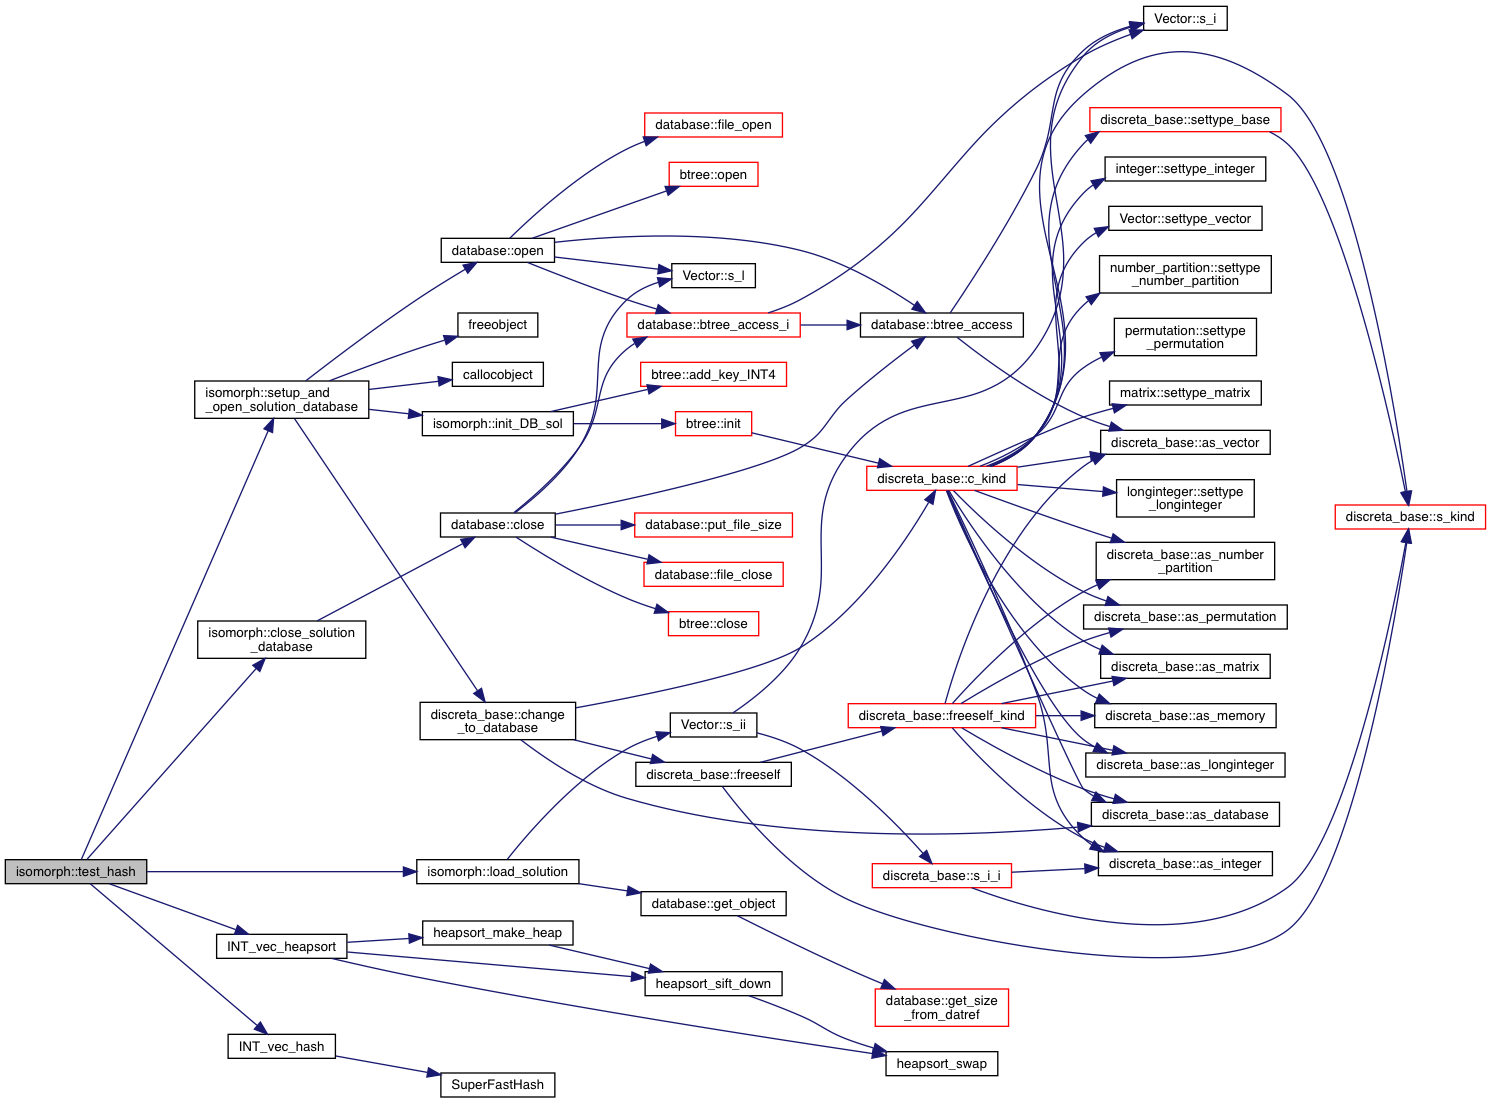 isomorph::test_hash
isomorph::setup_and
_open_solution_database
isomorph::close_solution
_database
isomorph::load_solution
INT_vec_heapsort
INT_vec_hash
database::open
freeobject
callocobject
isomorph::init_DB_sol
database::close
discreta_base::change
_to_database
heapsort_make_heap
SuperFastHash
database::file_open
btree::open
Vector::s_l
database::btree_access_i
btree::add_key_INT4
btree::init
database::put_file_size
database::file_close
btree::close
Vector::s_ii
discreta_base::freeself
database::get_object
heapsort_sift_down
database::btree_access
discreta_base::c_kind
discreta_base::freeself_kind
discreta_base::s_i_i
database::get_size
_from_datref
heapsort_swap
Vector::s_i
discreta_base::settype_base
integer::settype_integer
Vector::settype_vector
number_partition::settype
_number_partition
permutation::settype
_permutation
matrix::settype_matrix
discreta_base::as_vector
longinteger::settype
_longinteger
discreta_base::as_number
_partition
discreta_base::as_permutation
discreta_base::as_matrix
discreta_base::as_memory
discreta_base::as_longinteger
discreta_base::as_database
discreta_base::as_integer
discreta_base::s_kind